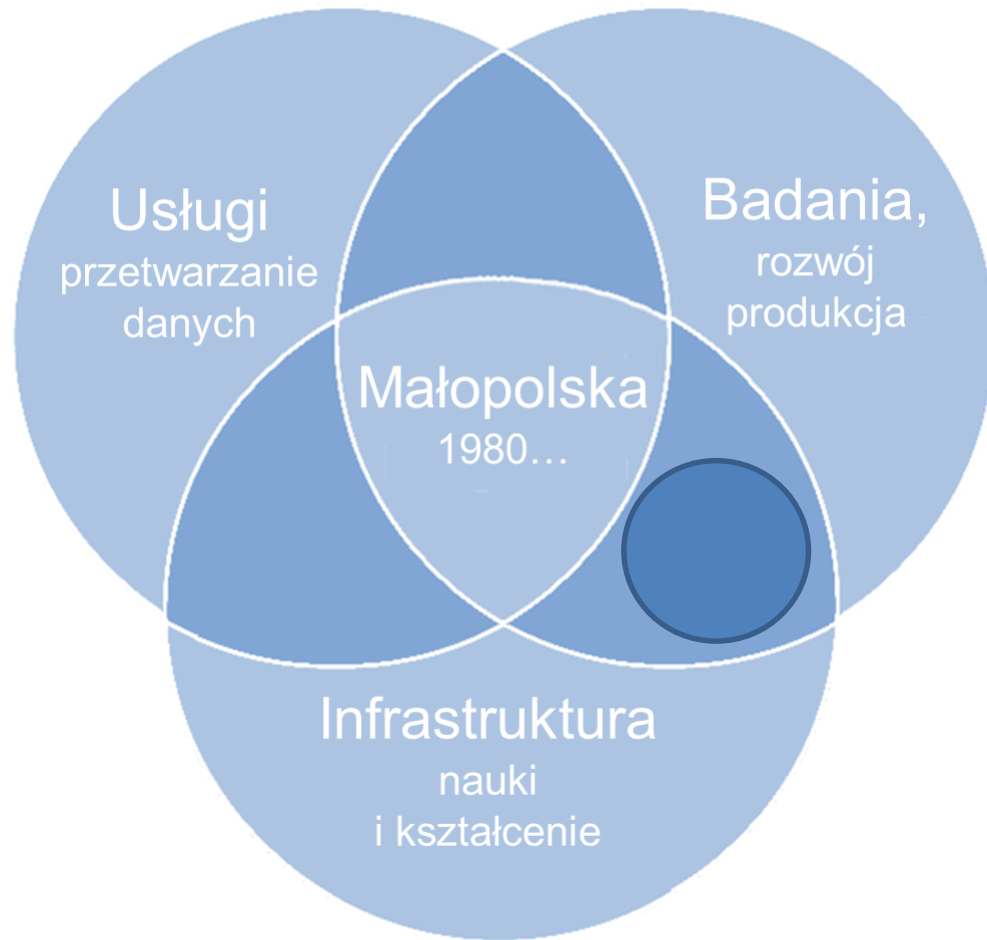 Usługi
przetwarzanie
danych
Badania,
rozwój
produkcja
Małopolska
1980...
Infrastruktura
nauki
i kształcenie